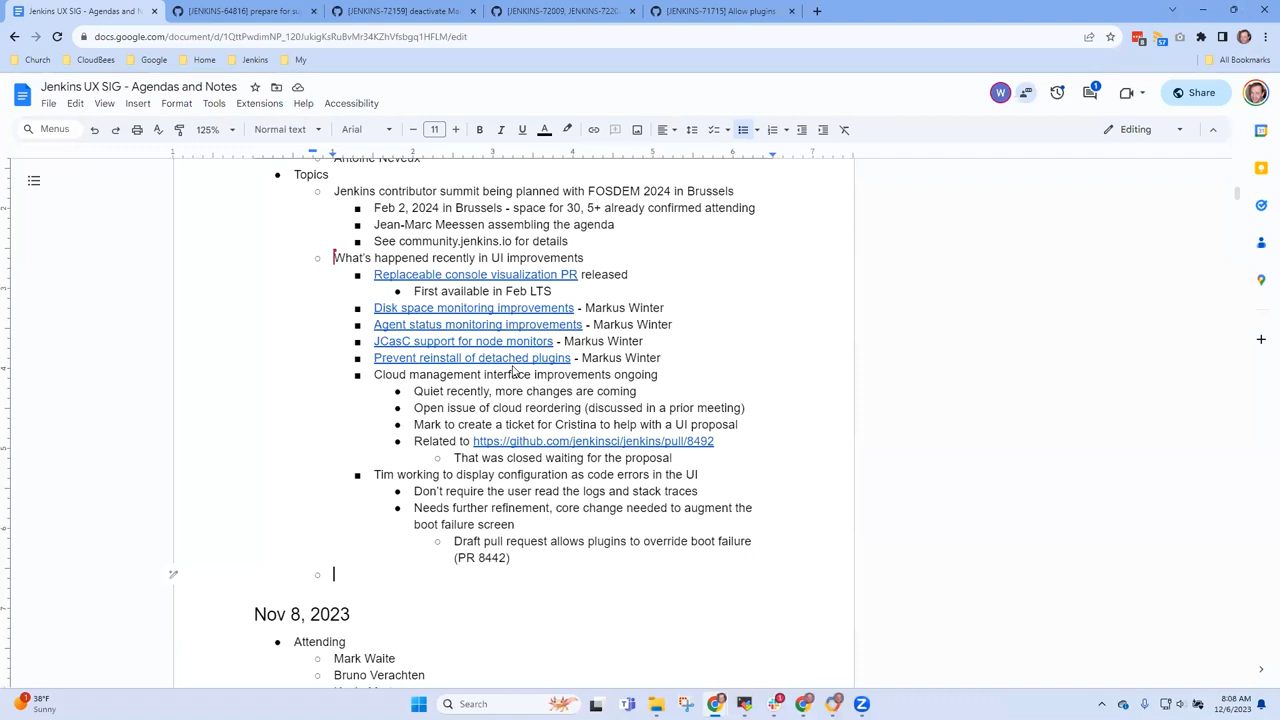 Jenkins UX SIG - Agendas and N
[JENKINS-64816] prepare for su
[JENKINS-72159] deactivate Ma
[JENKINS-72009, JENKINS-7220
[JENKINS-71715] Allow plugins
docs.google.com/document/d/1QttPwdimNP_120JukigKsRuBvMr34KZhVfsbgq1HFLM/edit
Church
CloudBees
Google
Home
Jenkins
My
All Bookmarks
Jenkins UX SIG - Agendas and Notes
File Edit View Insert Format Tools Extensions Accessibility
W
1
Share
Menus
125%
Normal text
Arial
11
B I U A
Editing
Antoine Neveux
Topics
Jenkins contributor summit being planned with FOSDEM 2024 in Brussels
Feb 2, 2024 in Brussels - space for 30, 5+ already confirmed attending
Jean-Marc Meessen assembling the agenda
See community.jenkins.io for details
What's happened recently in UI improvements
Replaceable console visualization PR released
First available in Feb LTS
Disk space monitoring improvements - Markus Winter
Agent status monitoring improvements - Markus Winter
JCasC support for node monitors - Markus Winter
Prevent reinstall of detached plugins - Markus Winter
Cloud management interface improvements ongoing
Quiet recently, more changes are coming
Open issue of cloud reordering (discussed in a prior meeting)
Mark to create a ticket for Cristina to help with a UI proposal
Related to https://github.com/jenkinsci/jenkins/pull/8492
That was closed waiting for the proposal
Tim working to display configuration as code errors in the UI
Don't require the user read the logs and stack traces
Needs further refinement, core change needed to augment the
boot failure screen
Draft pull request allows plugins to override boot failure
(PR 8442)
Nov 8, 2023
Attending
Mark Waite
Bruno Verachten
38°F
Sunny
Search
8:08 AM
12/6/2023